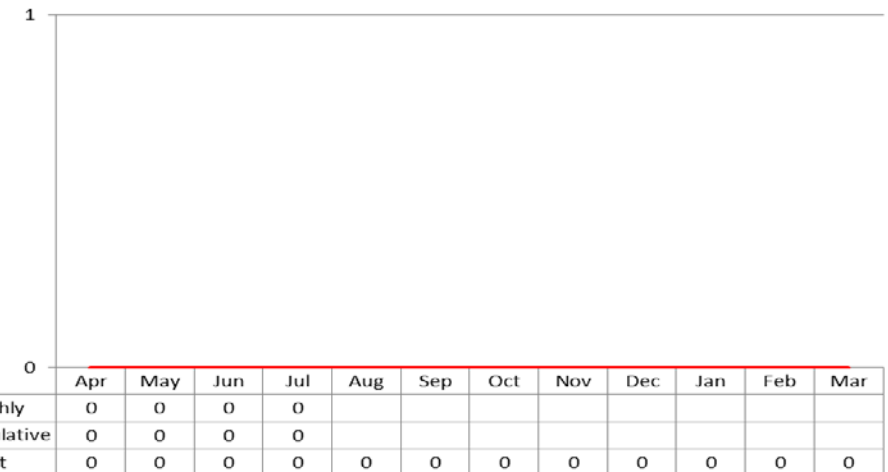 1
0
Apr May Jun Jul Aug Sep Oct Nov Dec Jan Feb Mar
hly 0 0 0 0
lative 0 0 0 0
t 0 0 0 0 0 0 0 0 0 0 0 0